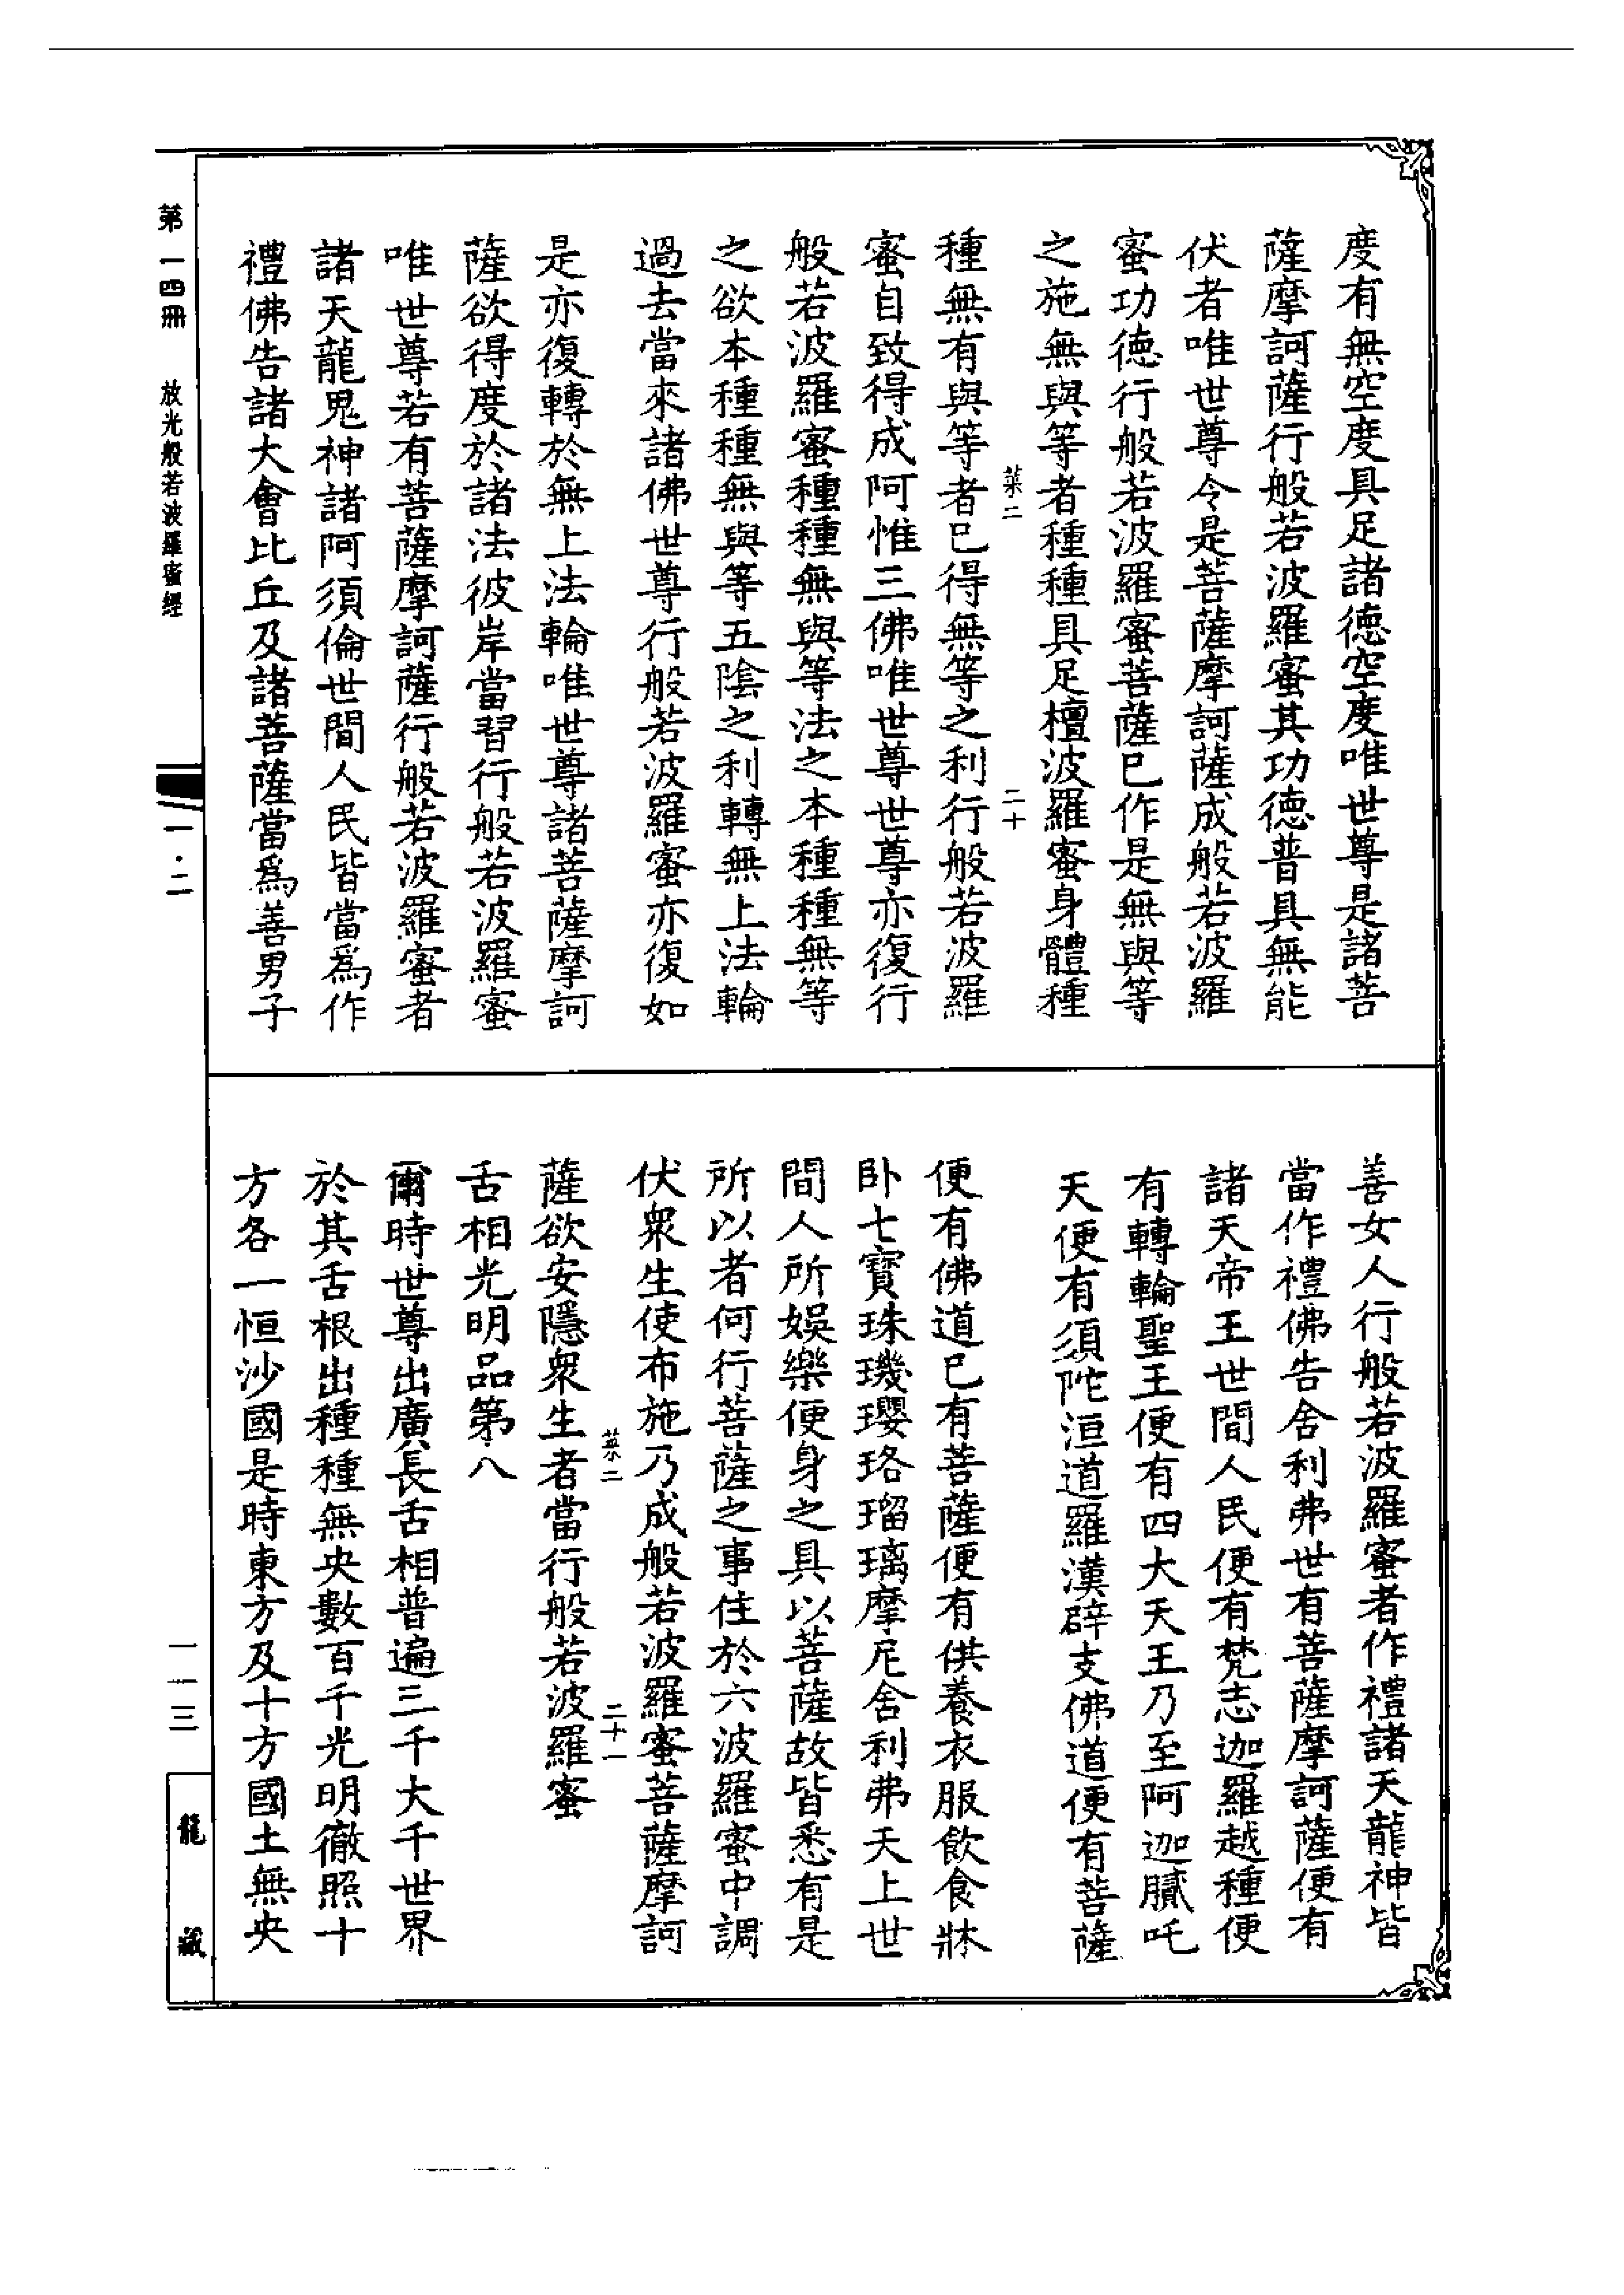 度有無空度具足諸德空度唯世尊是諸菩
薩摩訶薩行般若波羅蜜其功德普具無能
伏者唯世尊令是菩薩摩訶薩成般若波羅
蜜功德行般若波羅蜜菩薩已作是無與等
之施無與等者種種具足檀波羅蜜身體種
菜二
二十
種無有與等者已得無等之利行般若波羅
蜜自致得成阿惟三佛唯世尊世尊亦復行
般若波羅蜜種種無與等法之本種種無等
之欲本種種無與等五陰之利轉無上法輪
過去當來諸佛世尊行般若波羅蜜亦復如
是亦復轉於無上法輪唯世尊諸菩薩摩訶
薩欲得度於諸法彼岸當習行般若波羅蜜
唯世尊若有菩薩摩訶薩行般若波羅蜜者
諸天龍鬼神諸阿須倫世間人民皆當為作
禮佛告諸大會比丘及諸菩薩當為善男子
善女人行般若波羅蜜者作禮諸天龍神皆
當作禮佛告舍利弗世有菩薩摩訶薩便有
諸天帝王世間人民便有梵志迦羅越種便
有轉輪聖王便有四大天王乃至阿迦膩吒
天便有須陀洹道羅漢辟支佛道便有菩薩
便有佛道已有菩薩便有供養衣服飲食牀
卧七寶珠璣瓔珞瑠璃摩尼舍利弗天上世
間人所娛樂便身之具以菩薩故皆悉有是
所以者何行菩薩之事住於六波羅蜜中調
伏衆生使布施乃成般若波羅蜜菩薩摩訶
菜二
二十一
薩欲安隱衆生者當行般若波羅蜜
舌相光明品第八
爾時世尊出廣長舌相普遍三千大千世界
於其舌根出種種無央數百千光明徹照十
方各一恒沙國是時東方及十方國土無央
第一四冊 放光般若波羅蜜經
一·二
一一三
龍藏